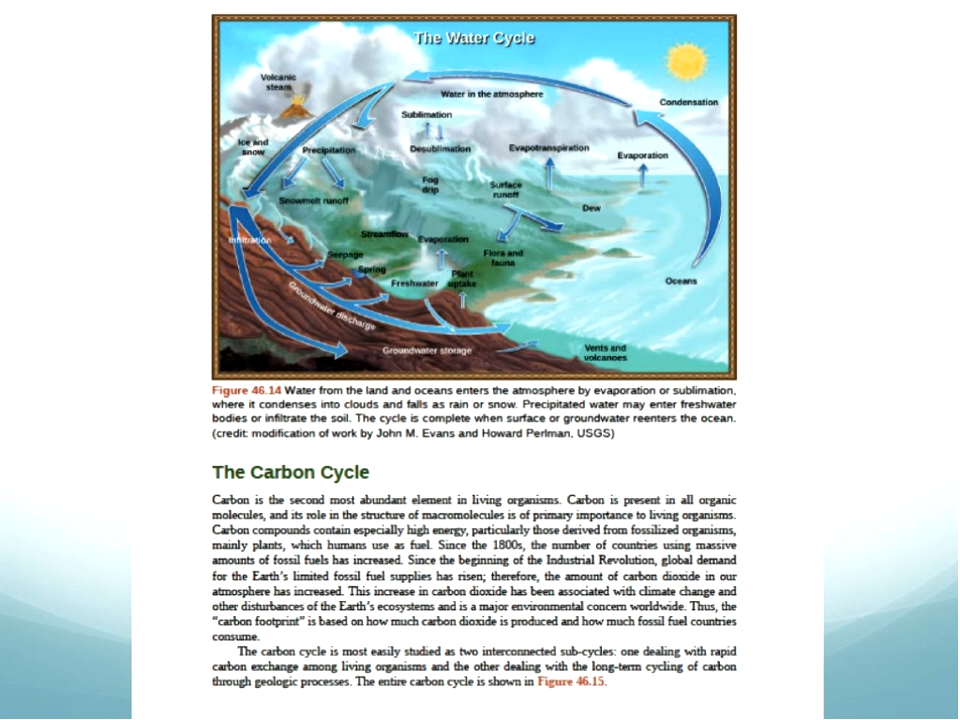 The Water Cycle
Volcanic
steam
Water in the atmosphere
Condensation
Sublimation
Ice and
snow
Precipitation
Desublimation
Evapotranspiration
Evaporation
Fog
drip
Surface
runoff
Snowmelt runoff
Dew
Streamflow
Infiltration
Evaporation
Seepage
Flora and
fauna
Spring
Plant
uptake
Freshwater
Oceans
Groundwater discharge
Groundwater storage
Vents and
volcanoes
Figure 46.14 Water from the land and oceans enters the atmosphere by evaporation or sublimation,
where it condenses into clouds and falls as rain or snow. Precipitated water may enter freshwater
bodies or infiltrate the soil. The cycle is complete when surface or groundwater reenters the ocean.
(credit: modification of work by John M. Evans and Howard Perlman, USGS)
The Carbon Cycle
Carbon is the second most abundant element in living organisms. Carbon is present in all organic
molecules, and its role in the structure of macromolecules is of primary importance to living organisms.
Carbon compounds contain especially high energy, particularly those derived from fossilized organisms,
mainly plants, which humans use as fuel. Since the 1800s, the number of countries using massive
amounts of fossil fuels has increased. Since the beginning of the Industrial Revolution, global demand
for the Earth's limited fossil fuel supplies has risen; therefore, the amount of carbon dioxide in our
atmosphere has increased. This increase in carbon dioxide has been associated with climate change and
other disturbances of the Earth's ecosystems and is a major environmental concern worldwide. Thus, the
"carbon footprint" is based on how much carbon dioxide is produced and how much fossil fuel countries
consume.
The carbon cycle is most easily studied as two interconnected sub-cycles: one dealing with rapid
carbon exchange among living organisms and the other dealing with the long-term cycling of carbon
through geologic processes. The entire carbon cycle is shown in Figure 46.15.